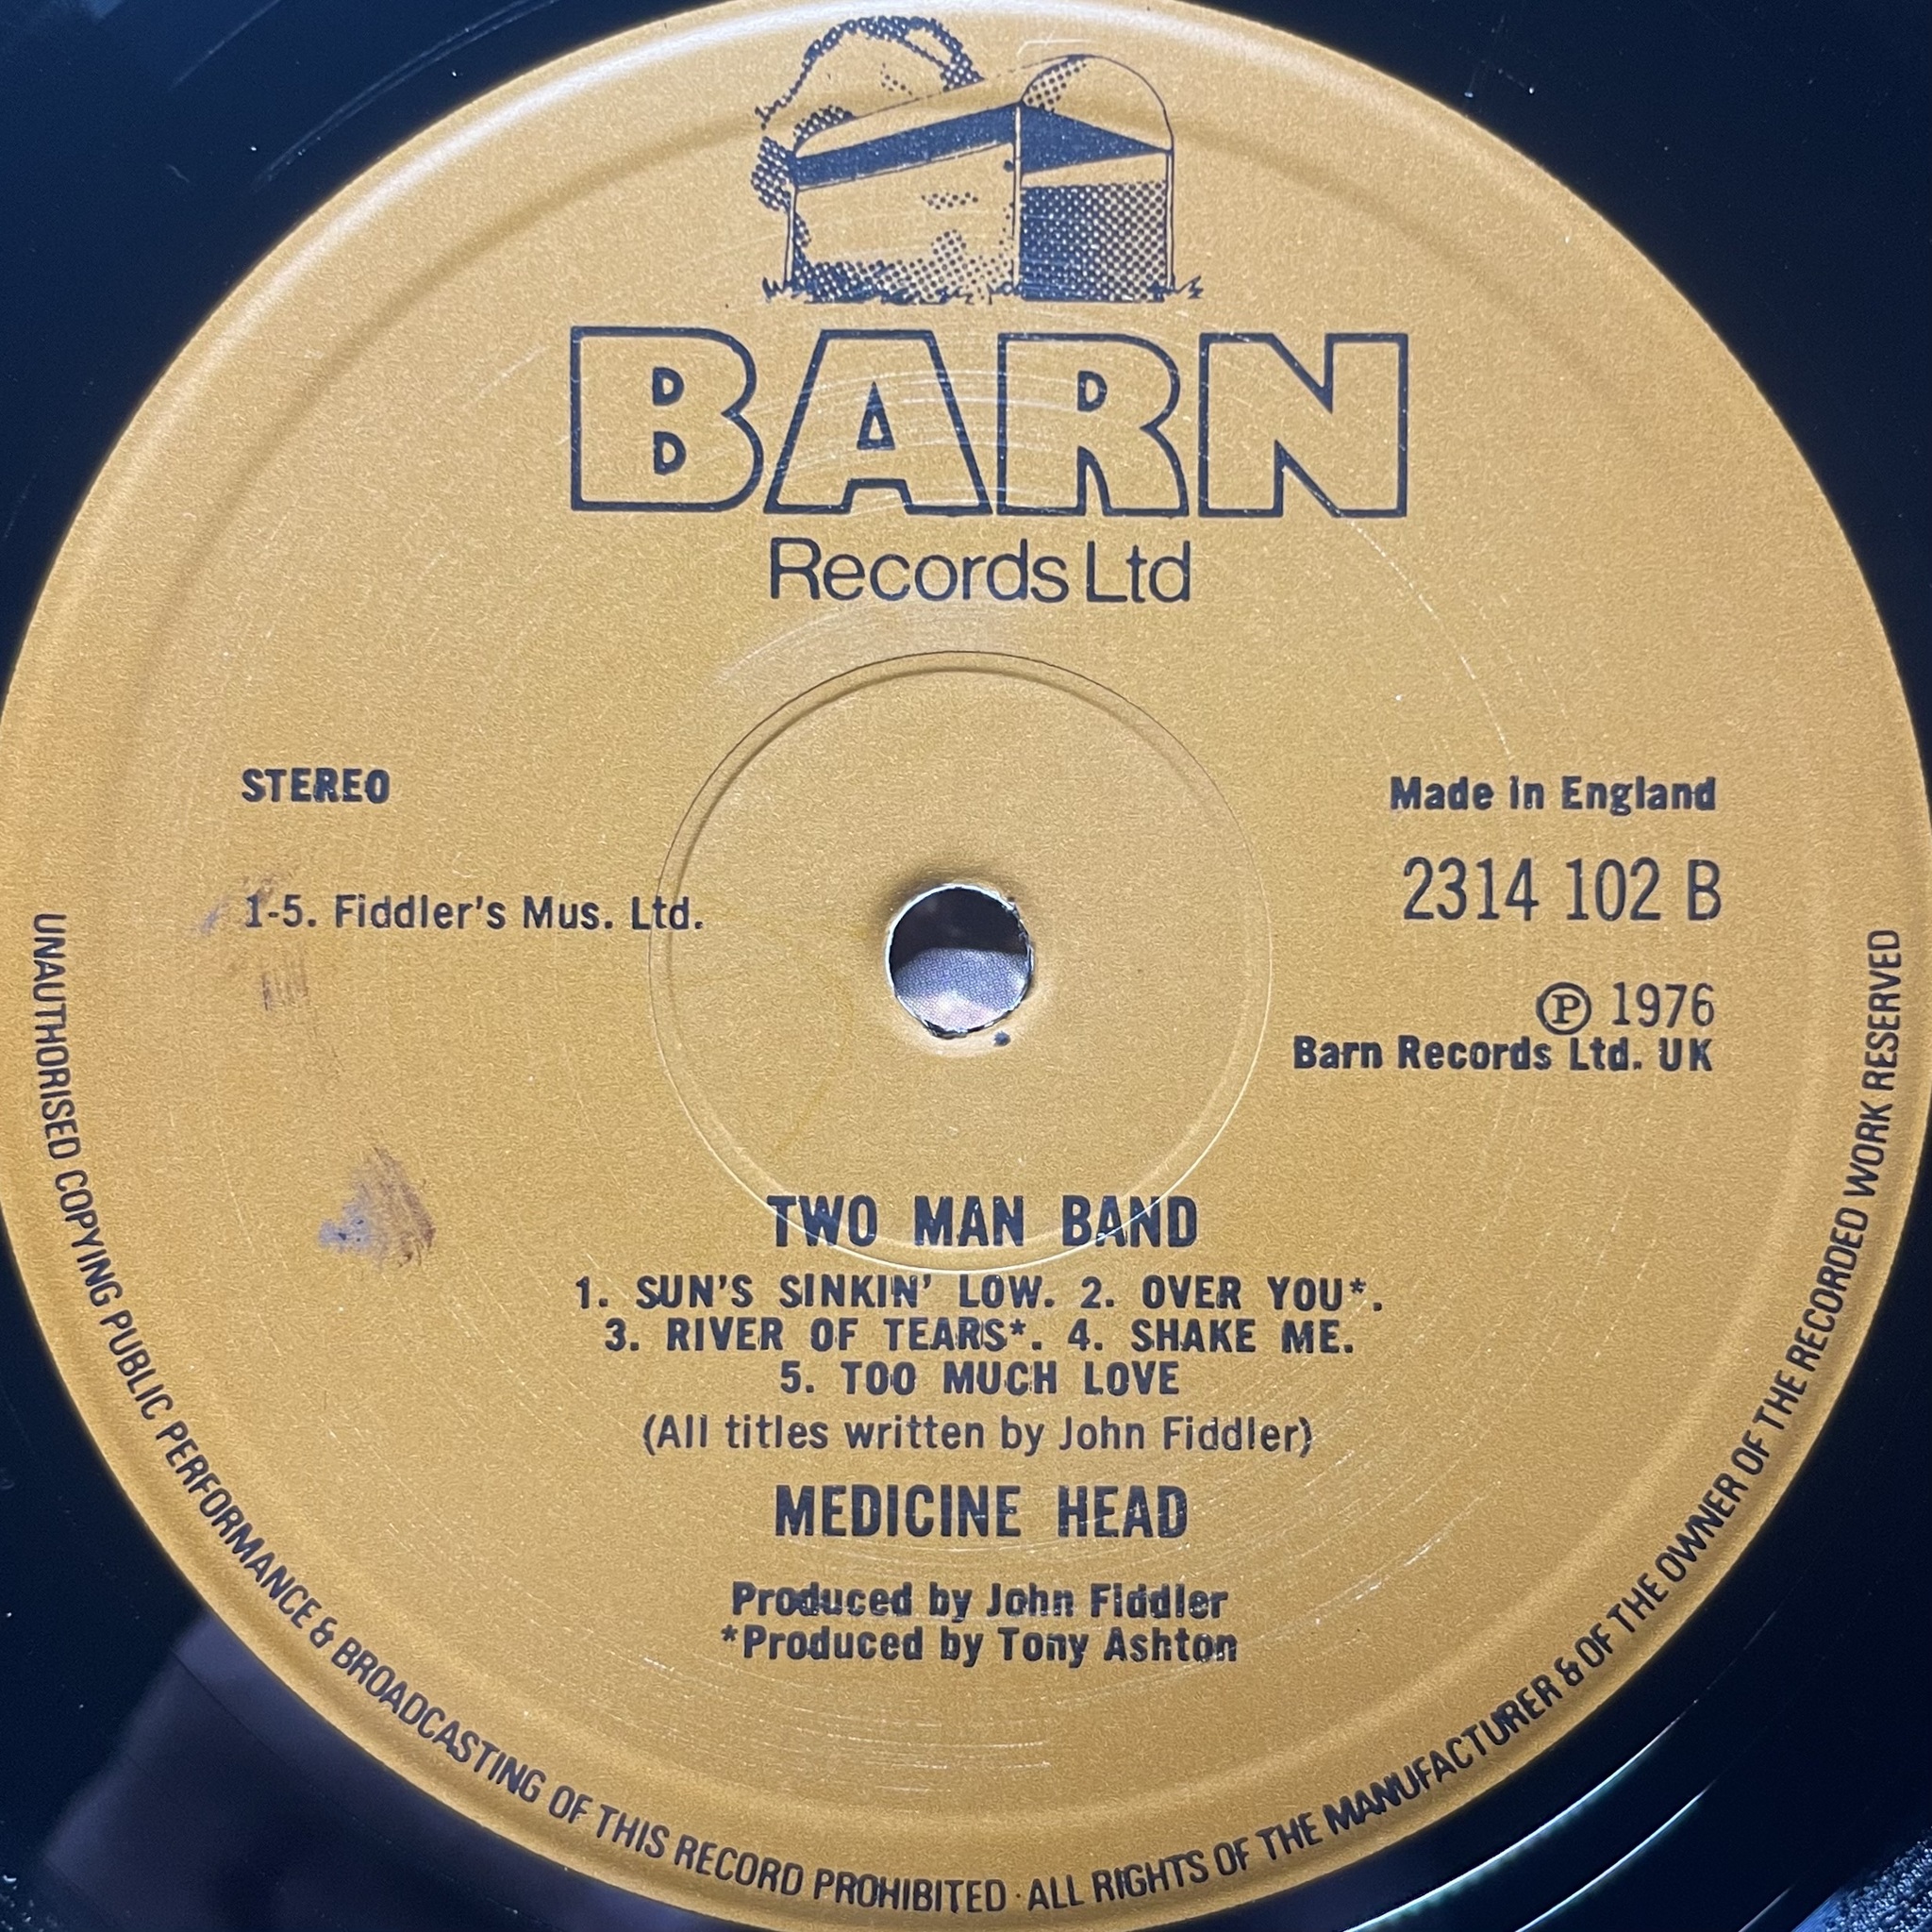 BARN
Records Ltd
STEREO
Made in England
2314 102 B
1-5. Fiddler's Mus. Ltd.
℗ 1976
Barn Records Ltd. UK
TWO MAN BAND
1. SUN'S SINKIN' LOW. 2. OVER YOU*.
3. RIVER OF TEARS*. 4. SHAKE ME.
5. TOO MUCH LOVE
(All titles written by John Fiddler)
MEDICINE HEAD
Produced by John Fiddler
*Produced by Tony Ashton
UNAUTHORISED COPYING PUBLIC PERFORMANCE & BROADCASTING OF THIS RECORD PROHIBITED · ALL RIGHTS OF THE MANUFACTURER & OF THE OWNER OF THE RECORDED WORK RESERVED